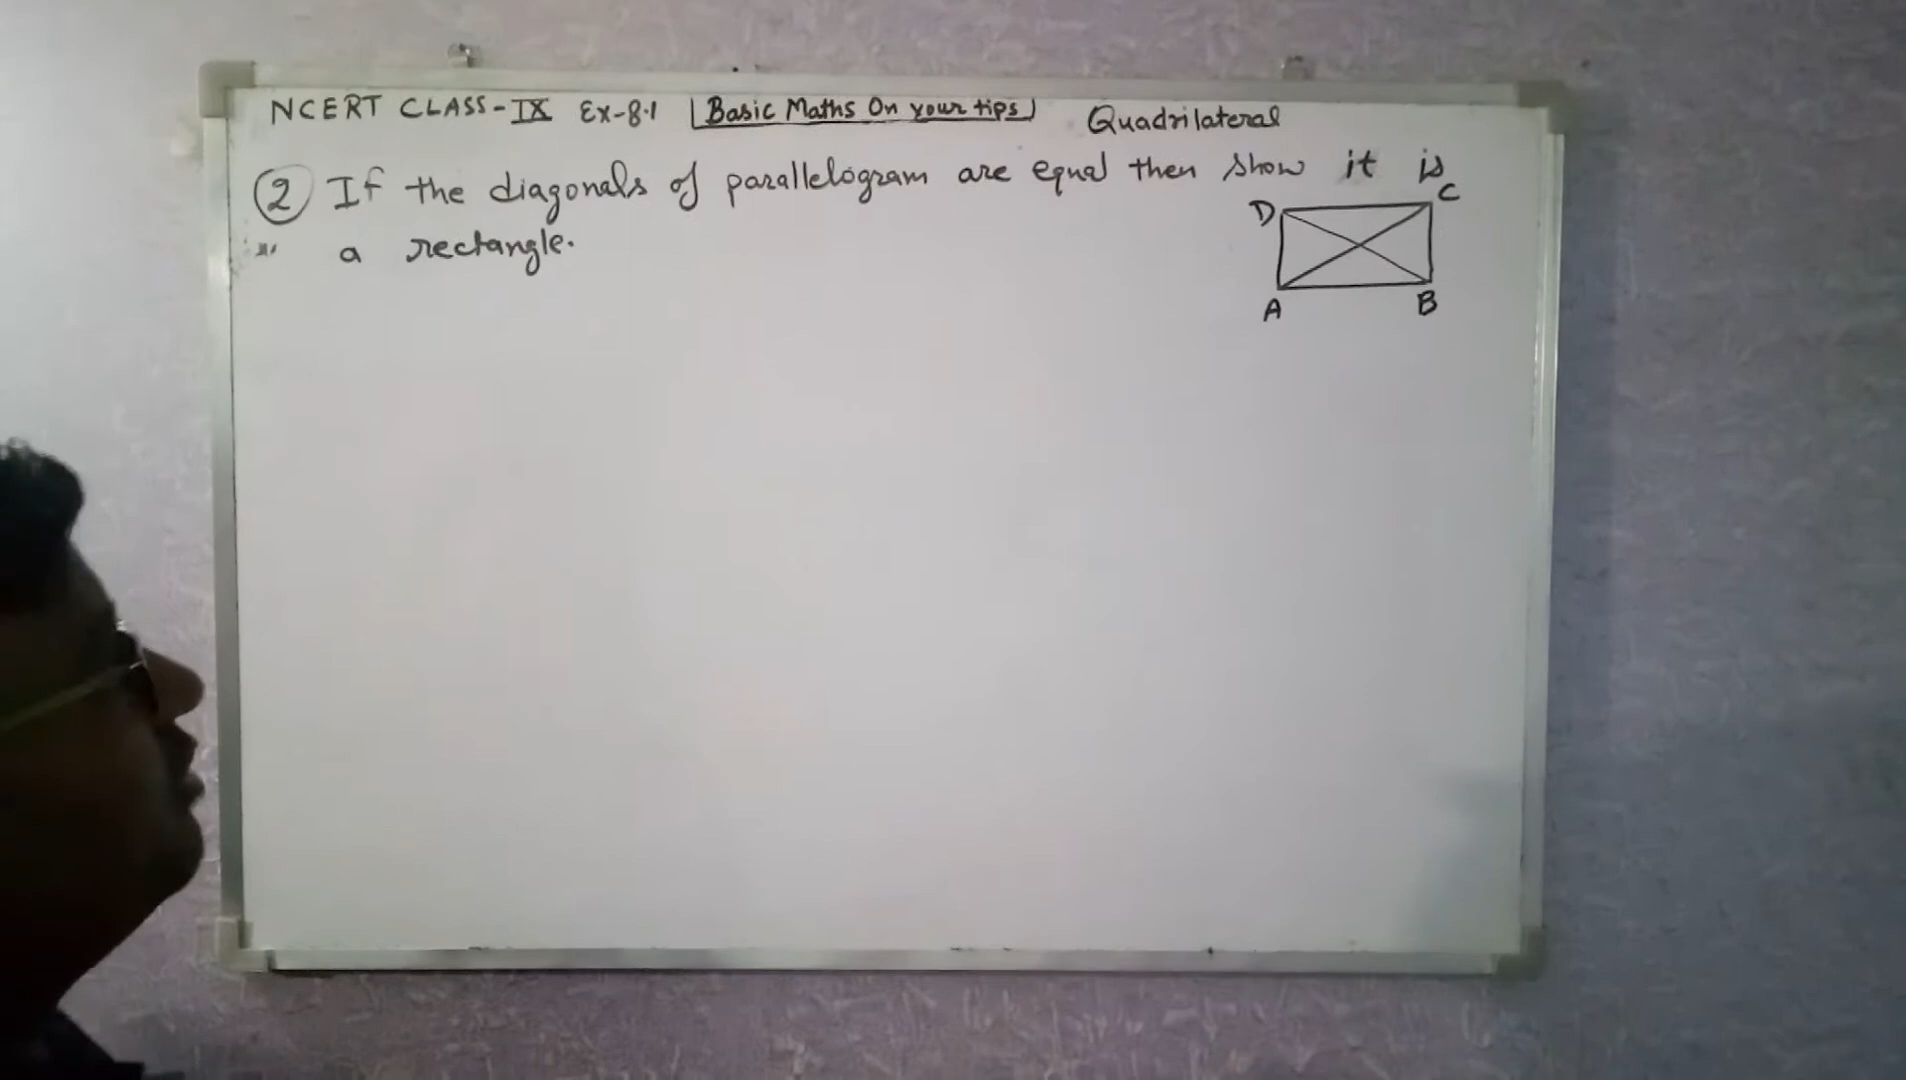 NCERT CLASS-IX Ex-8.1 Basic Maths On your tips Quadrilateral
2 If the diagonals of parallelogram are equal then show it is
a rectangle.
D C
A B